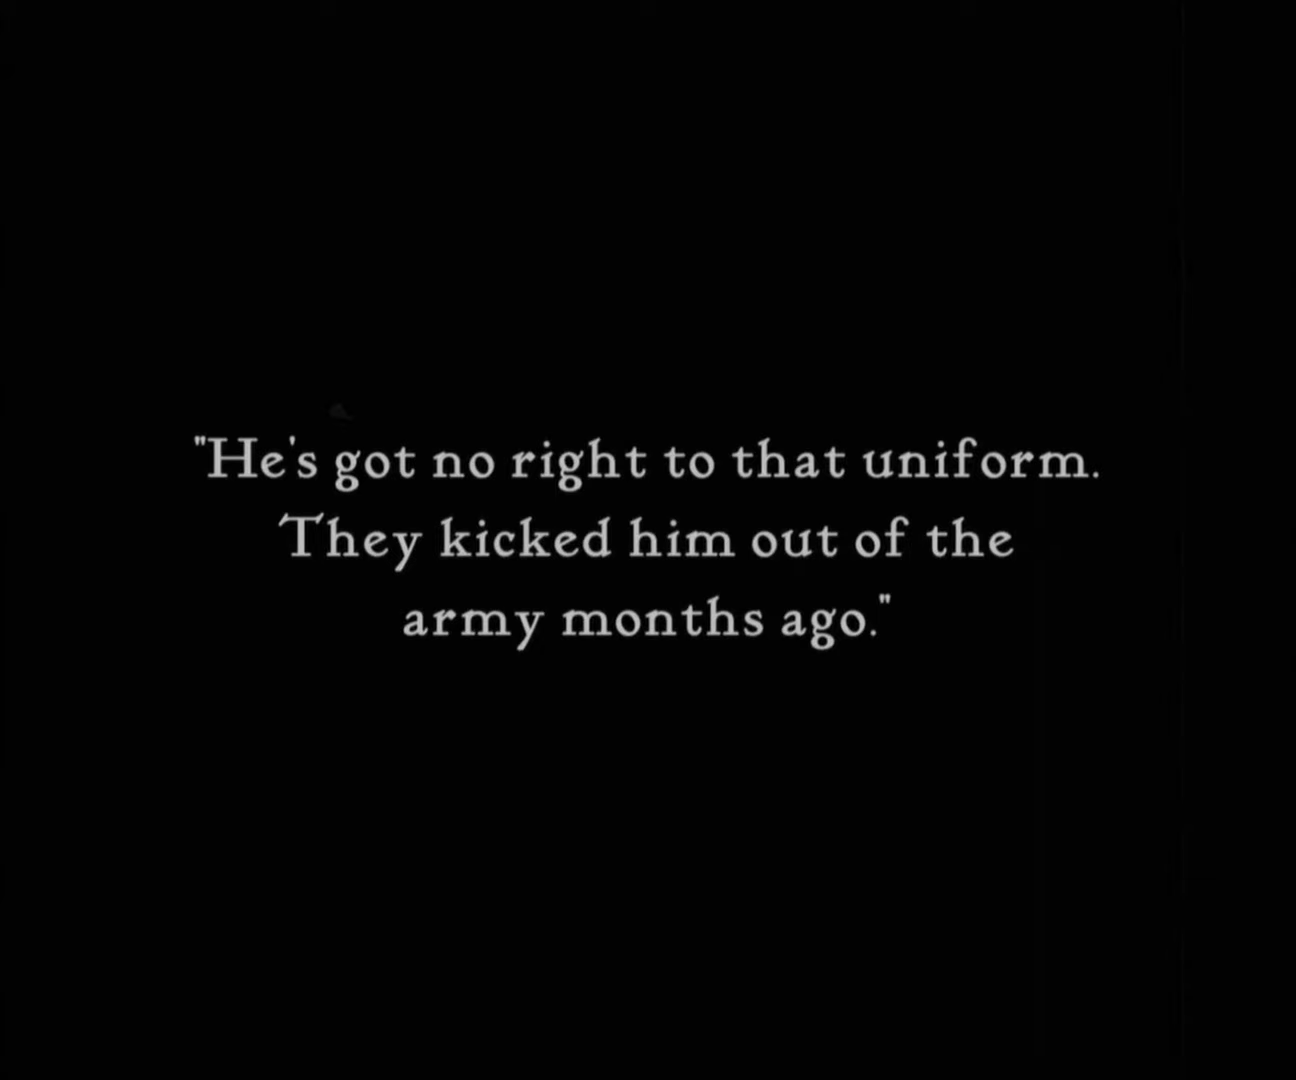 "He's got no right to that uniform.
They kicked him out of the
army months ago."